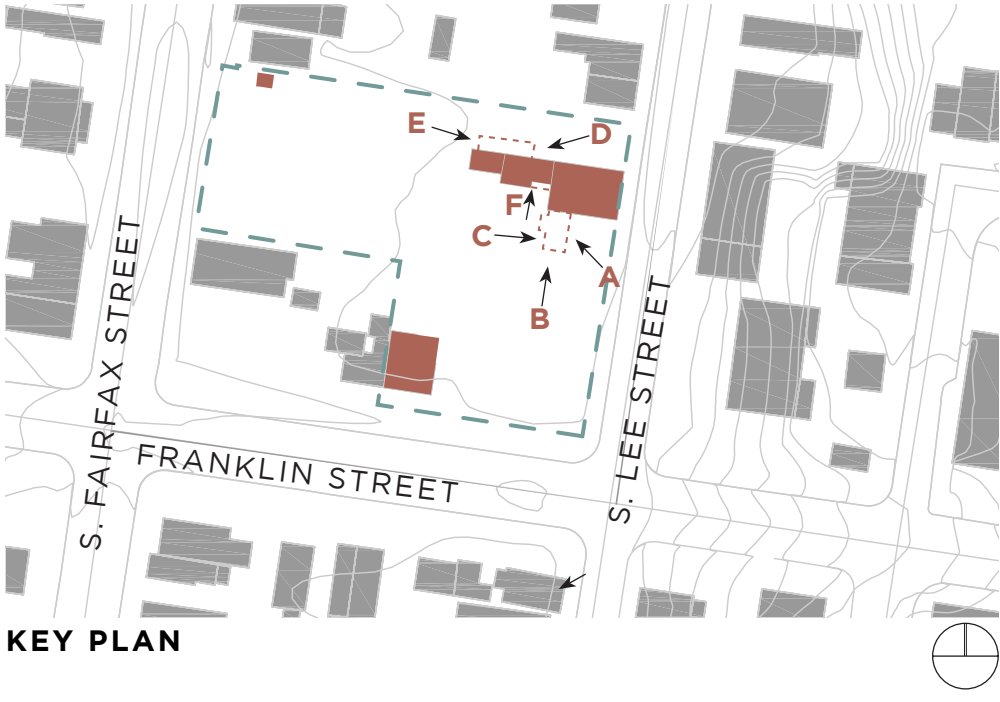 E
D
F
C
A
B
S. FAIRFAX STREET
S. LEE STREET
FRANKLIN STREET
KEY PLAN